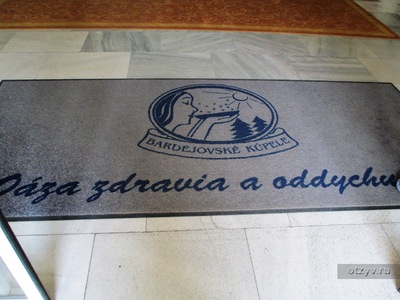 BARDEJOVSKÉ KÚPELE
Oáza zdravia a oddychu
otzyv.ru